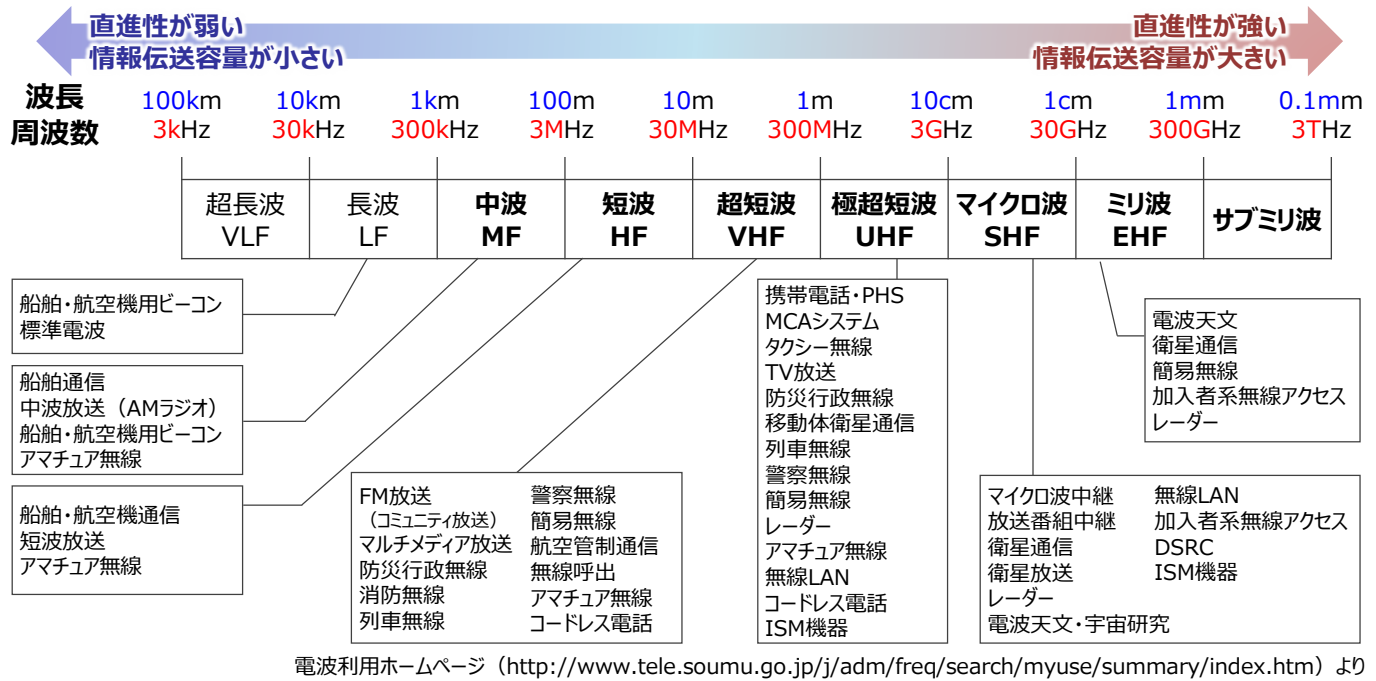 直進性が弱い
情報伝送容量が小さい
直進性が強い
情報伝送容量が大きい
波長 100km 10km 1km 100m 10m 1m 10cm 1cm 1mm 0.1mm
周波数 3kHz 30kHz 300kHz 3MHz 30MHz 300MHz 3GHz 30GHz 300GHz 3THz
超長波
VLF
長波
LF
中波
MF
短波
HF
超短波
VHF
極超短波
UHF
マイクロ波
SHF
ミリ波
EHF
サブミリ波
船舶・航空機用ビーコン
標準電波
船舶通信
中波放送（AMラジオ）
船舶・航空機用ビーコン
アマチュア無線
船舶・航空機通信
短波放送
アマチュア無線
FM放送
（コミュニティ放送）
マルチメディア放送
防災行政無線
消防無線
列車無線
警察無線
簡易無線
航空管制通信
無線呼出
アマチュア無線
コードレス電話
携帯電話・PHS
MCAシステム
タクシー無線
TV放送
防災行政無線
移動体衛星通信
列車無線
警察無線
簡易無線
レーダー
アマチュア無線
無線LAN
コードレス電話
ISM機器
マイクロ波中継
放送番組中継
衛星通信
衛星放送
レーダー
電波天文・宇宙研究
無線LAN
加入者系無線アクセス
DSRC
ISM機器
電波天文
衛星通信
簡易無線
加入者系無線アクセス
レーダー
電波利用ホームページ（http://www.tele.soumu.go.jp/j/adm/freq/search/myuse/summary/index.htm）より